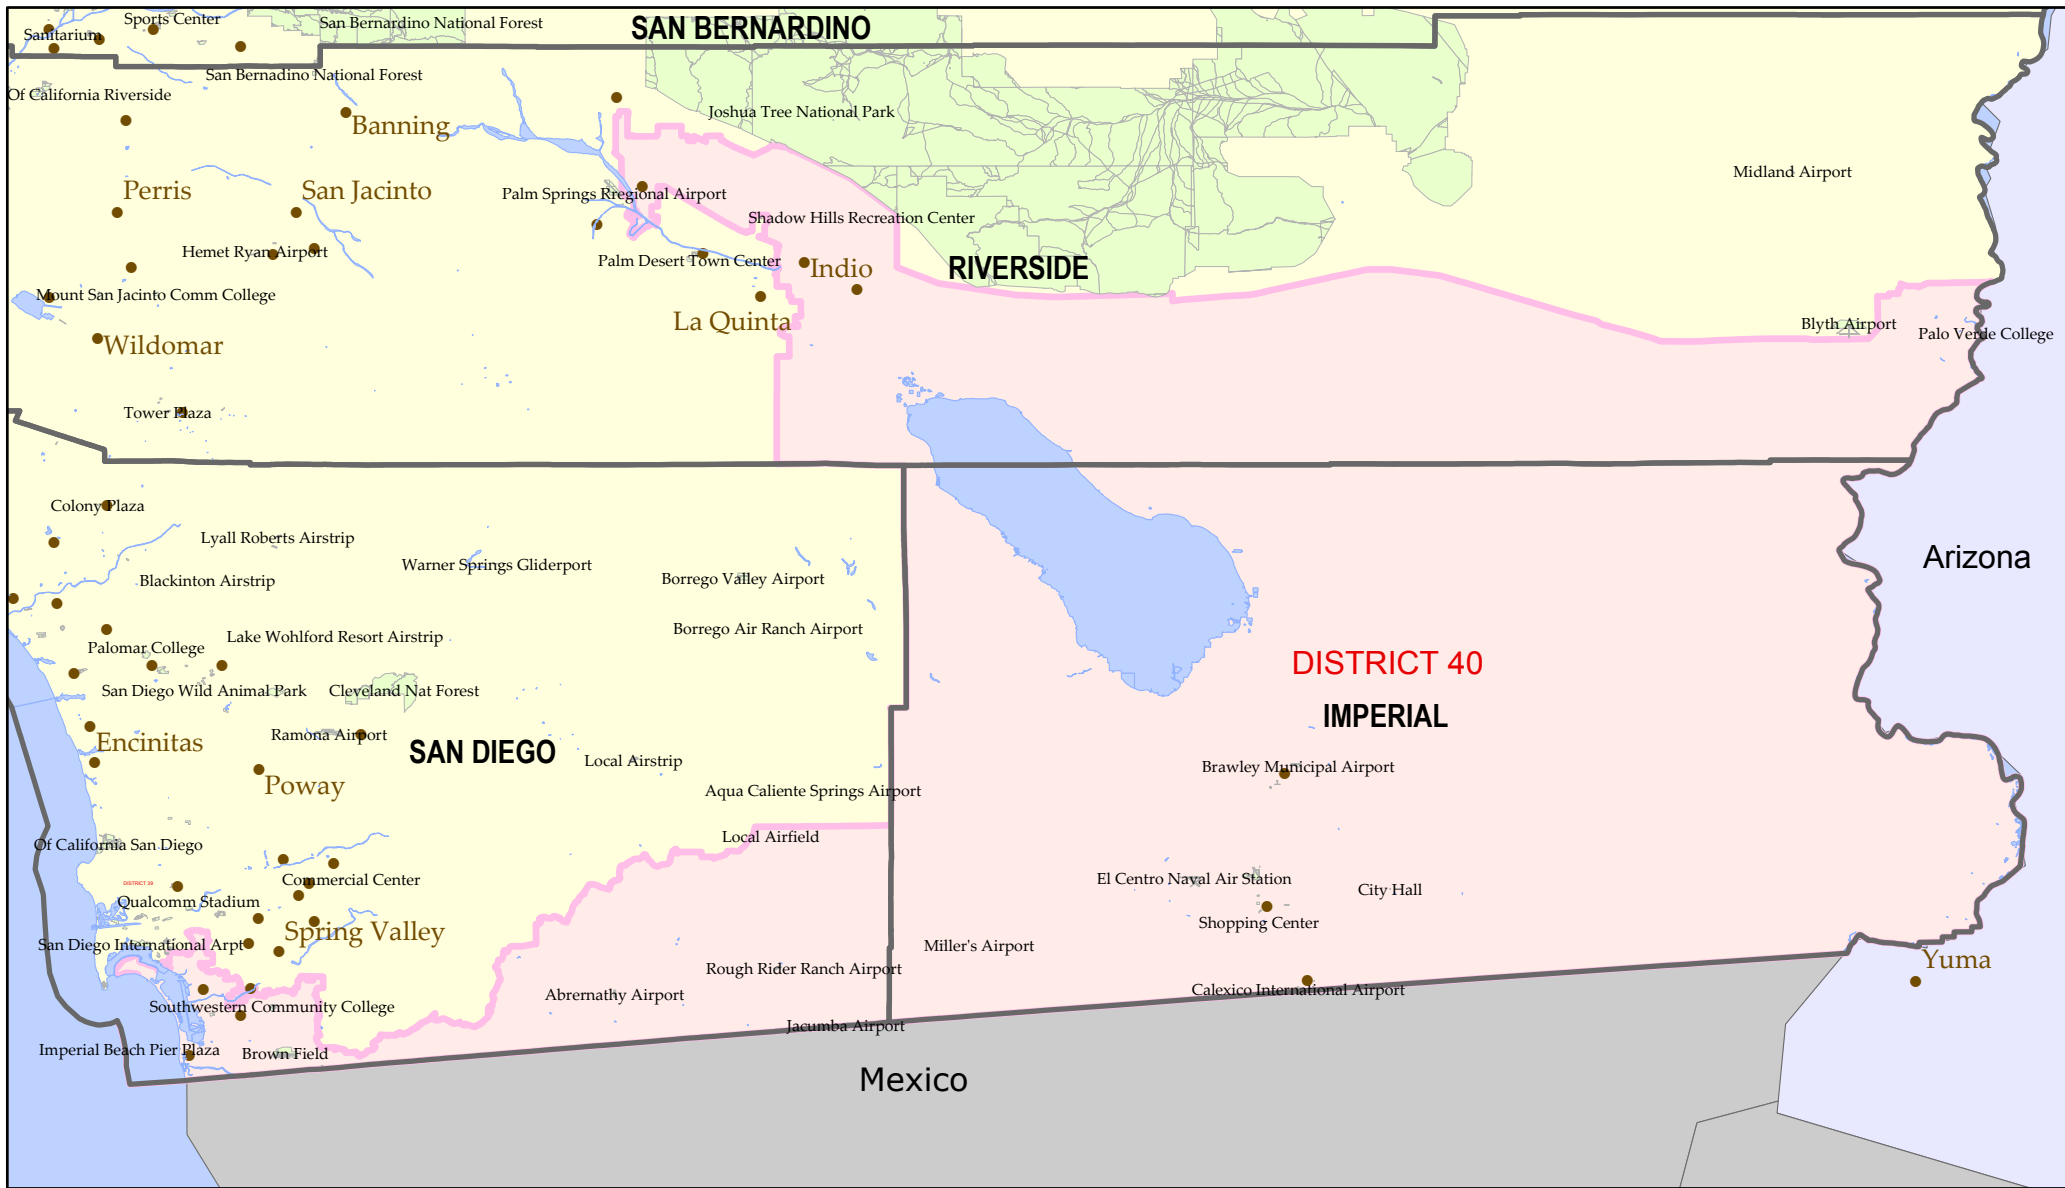 Sports Center
San Bernardino National Forest
SAN BERNARDINO
Sanitarium
San Bernadino National Forest
Of California Riverside
Joshua Tree National Park
Banning
Midland Airport
Perris
San Jacinto
Palm Springs Rregional Airport
Shadow Hills Recreation Center
Hemet Ryan Airport
Palm Desert Town Center
Indio
RIVERSIDE
Mount San Jacinto Comm College
La Quinta
Blyth Airport
Palo Verde College
Wildomar
Tower Plaza
Colony Plaza
Lyall Roberts Airstrip
Warner Springs Gliderport
Arizona
Blackinton Airstrip
Borrego Valley Airport
Lake Wohlford Resort Airstrip
Borrego Air Ranch Airport
Palomar College
DISTRICT 40
San Diego Wild Animal Park
Cleveland Nat Forest
IMPERIAL
Encinitas
Ramona Airport
SAN DIEGO
Local Airstrip
Brawley Municipal Airport
Poway
Aqua Caliente Springs Airport
Local Airfield
Of California San Diego
DISTRICT 39
Commercial Center
El Centro Naval Air Station
City Hall
Qualcomm Stadium
Shopping Center
Spring Valley
San Diego International Arpt
Miller's Airport
Yuma
Rough Rider Ranch Airport
Abrernathy Airport
Calexico International Airport
Southwestern Community College
Jacumba Airport
Imperial Beach Pier Plaza
Brown Field
Mexico